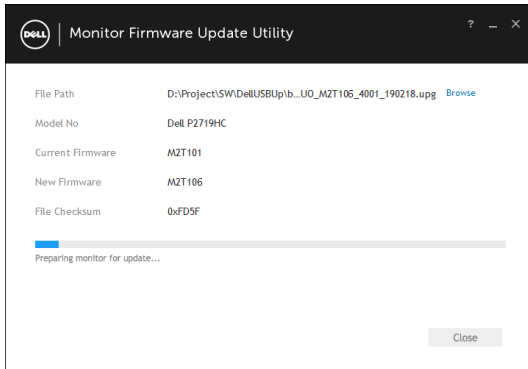 DELL Monitor Firmware Update Utility ? _ ×
File Path D:\Project\SW\DellUSBUp\b...UO_M2T106_4001_190218.upg Browse
Model No Dell P2719HC
Current Firmware M2T101
New Firmware M2T106
File Checksum 0xFD5F
Preparing monitor for update...
Close